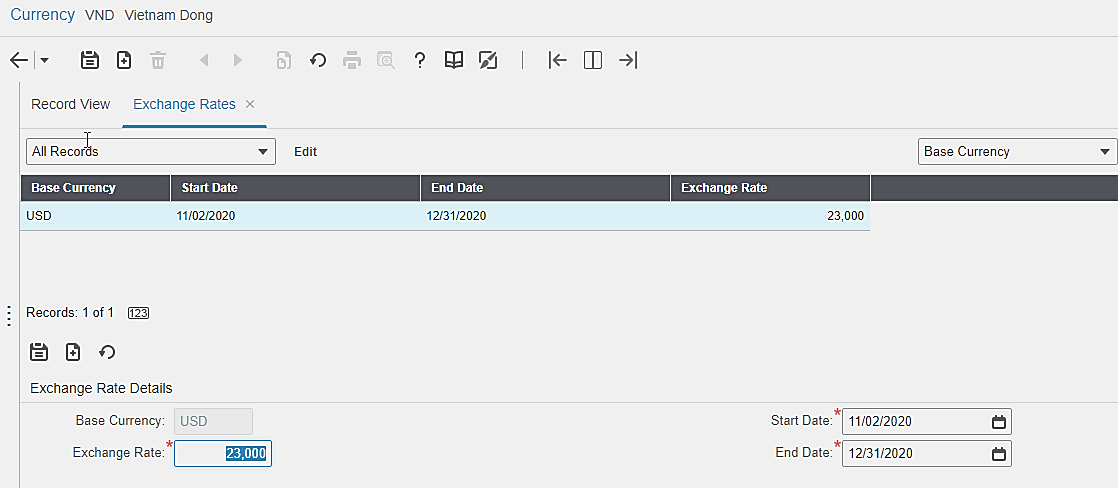 Currency VND Vietnam Dong
?
Record View Exchange Rates ×
All Records Edit Base Currency
Base Currency Start Date End Date Exchange Rate
USD 11/02/2020 12/31/2020 23,000
Records: 1 of 1 123
Exchange Rate Details
Base Currency: USD Start Date: * 11/02/2020
Exchange Rate: * 23,000 End Date: * 12/31/2020